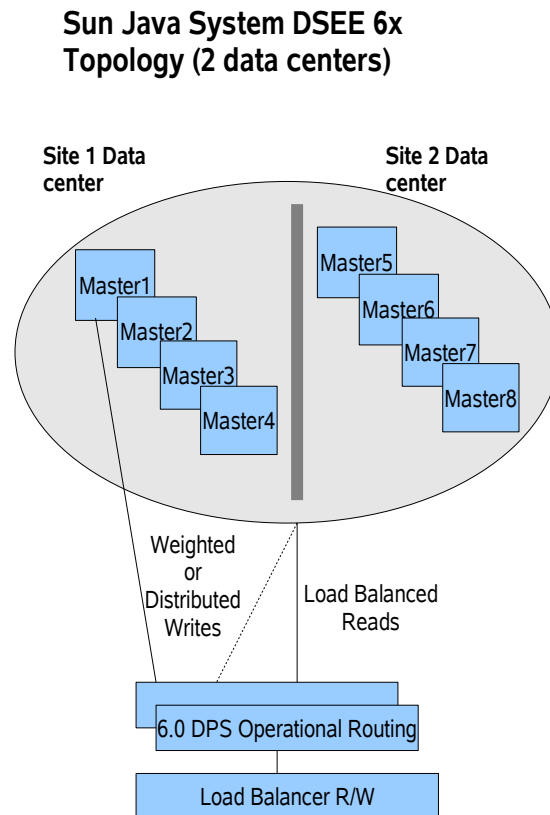 Sun Java System DSEE 6x
Topology (2 data centers)
Site 1 Data
center
Site 2 Data
center
Master1
Master2
Master3
Master4
Master5
Master6
Master7
Master8
Weighted
or
Distributed
Writes
Load Balanced
Reads
6.0 DPS Operational Routing
Load Balancer R/W